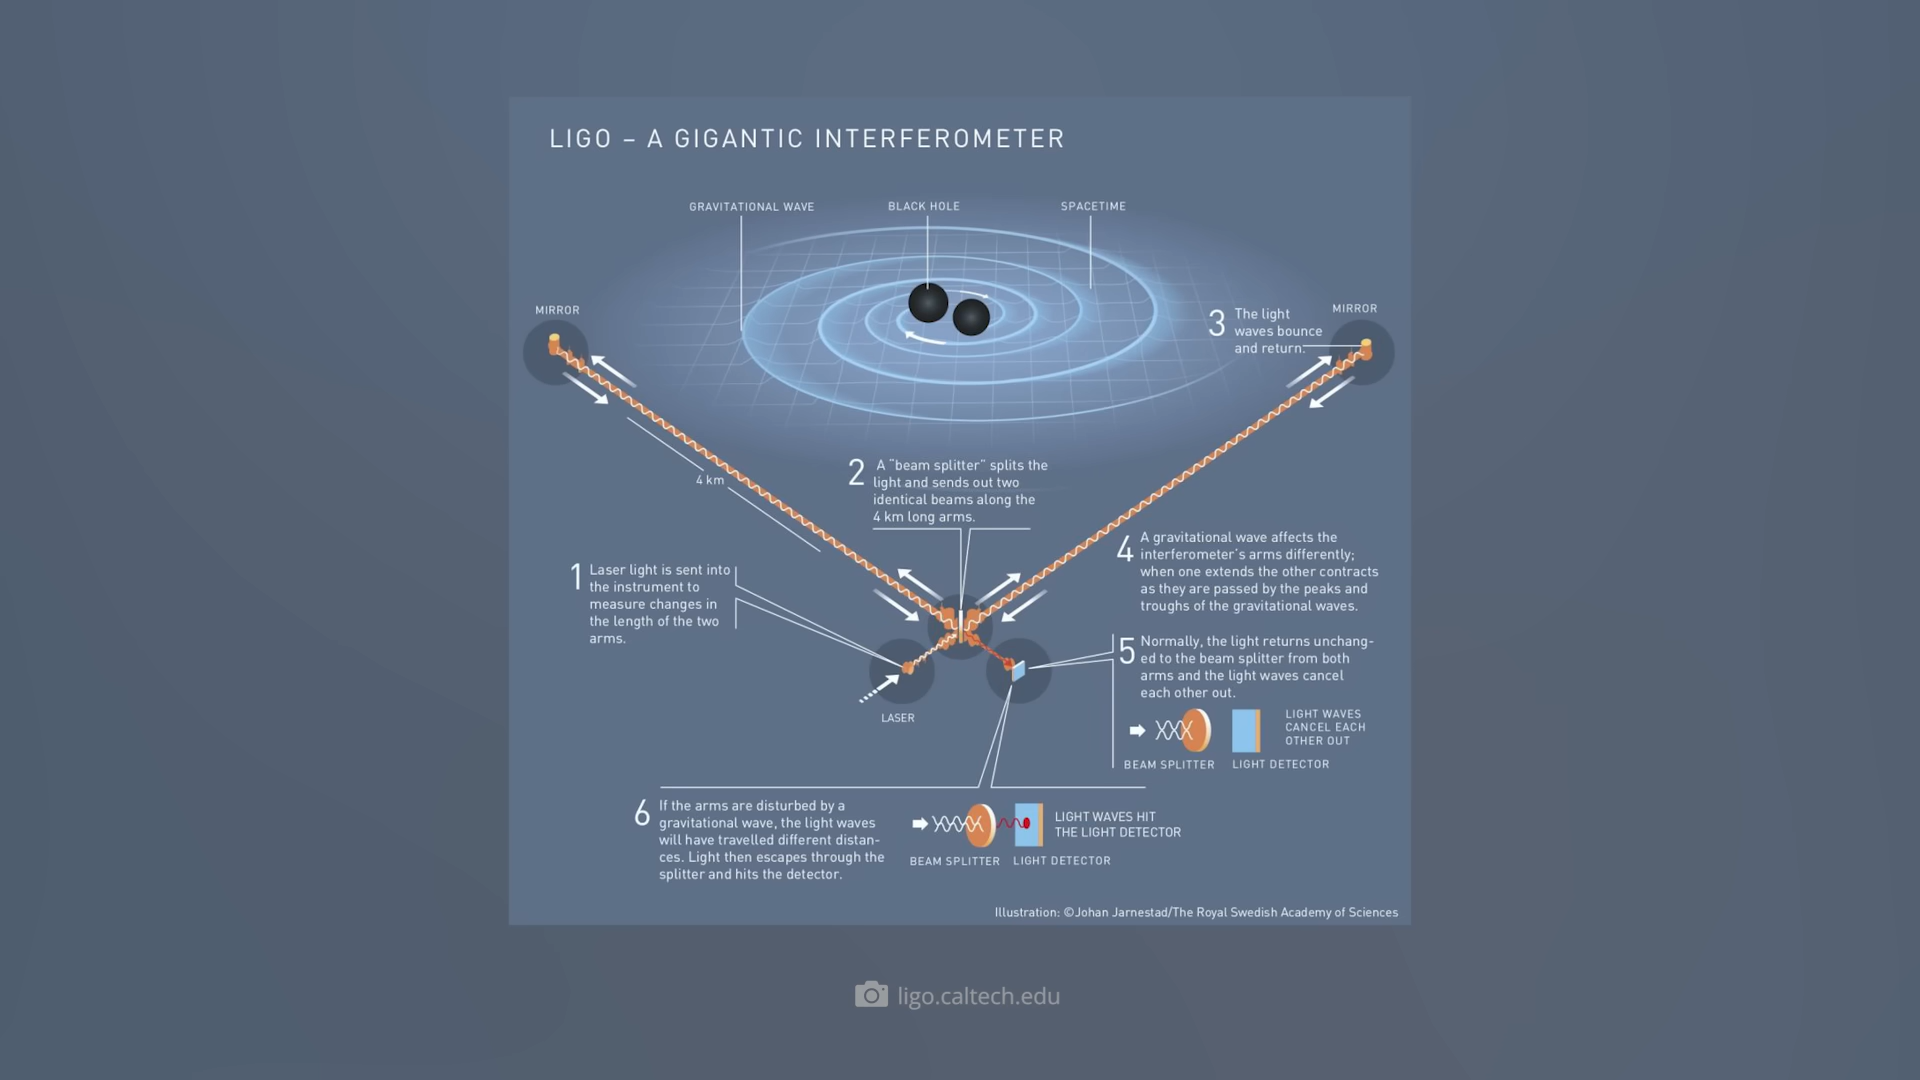 LIGO – A GIGANTIC INTERFEROMETER
GRAVITATIONAL WAVE
BLACK HOLE
SPACETIME
MIRROR
3 The light
waves bounce
and return.
MIRROR
4 km
2 A "beam splitter" splits the
light and sends out two
identical beams along the
4 km long arms.
1 Laser light is sent into
the instrument to
measure changes in
the length of the two
arms.
4 A gravitational wave affects the
interferometer's arms differently;
when one extends the other contracts
as they are passed by the peaks and
troughs of the gravitational waves.
5 Normally, the light returns unchang-
ed to the beam splitter from both
arms and the light waves cancel
each other out.
LASER
LIGHT WAVES
CANCEL EACH
OTHER OUT
BEAM SPLITTER
LIGHT DETECTOR
6 If the arms are disturbed by a
gravitational wave, the light waves
will have travelled different distan-
ces. Light then escapes through the
splitter and hits the detector.
LIGHT WAVES HIT
THE LIGHT DETECTOR
BEAM SPLITTER
LIGHT DETECTOR
Illustration: ©Johan Jarnestad/The Royal Swedish Academy of Sciences
ligo.caltech.edu